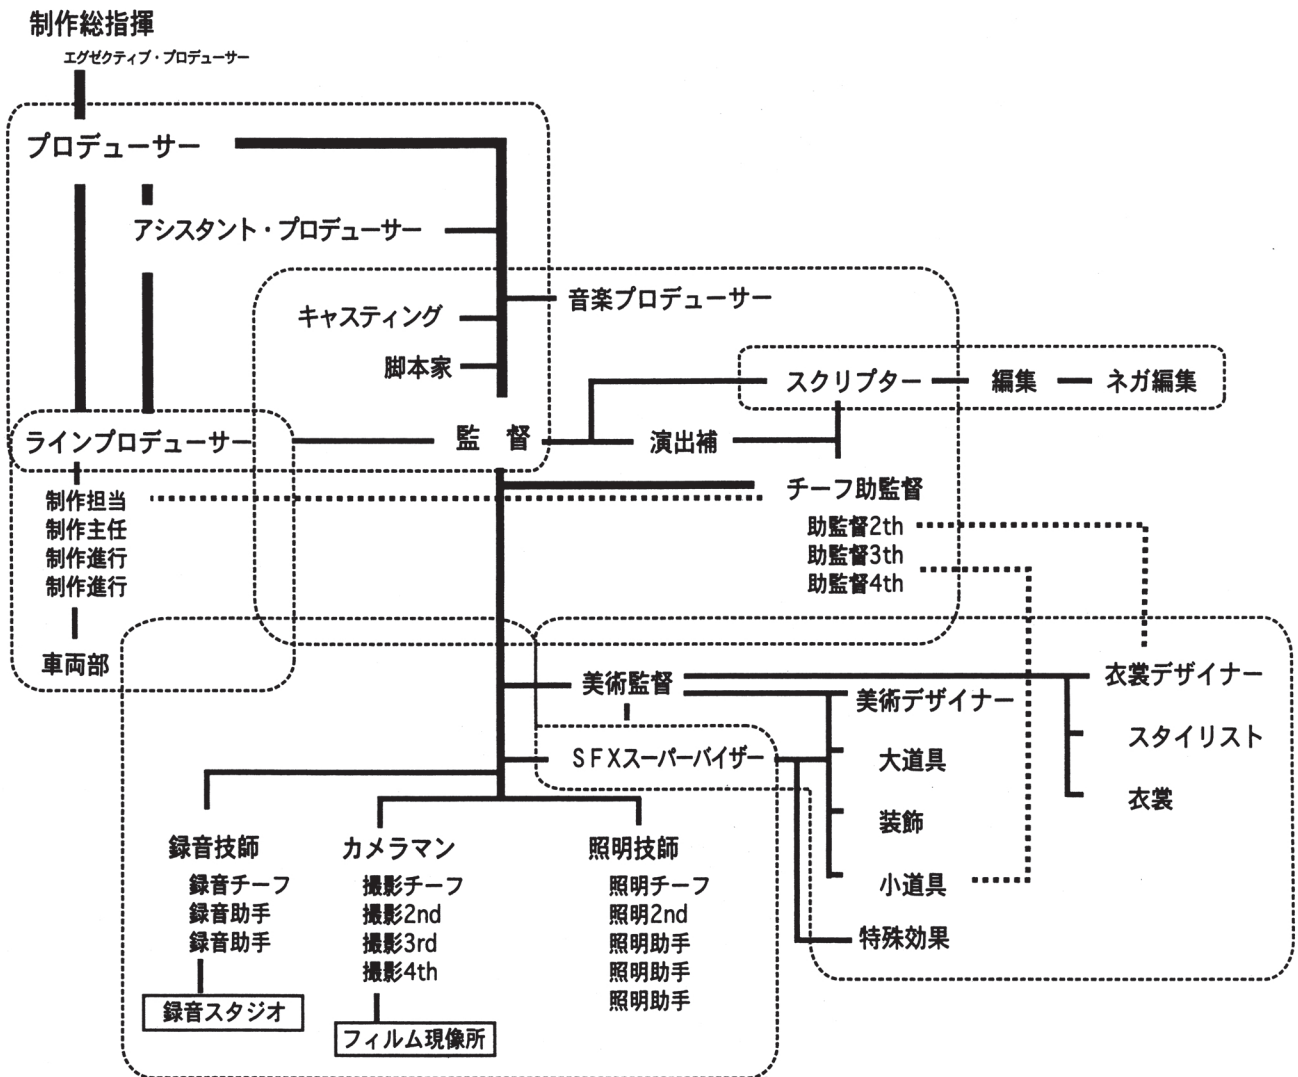 制作総指揮
エグゼクティブ・プロデューサー
プロデューサー
アシスタント・プロデューサー
音楽プロデューサー
キャスティング
脚本家
スクリプター
編集
ネガ編集
ラインプロデューサー
監督
演出補
制作担当
制作主任
制作進行
制作進行
チーフ助監督
助監督2th
助監督3th
助監督4th
車両部
美術監督
衣裳デザイナー
美術デザイナー
スタイリスト
SFXスーパーバイザー
大道具
衣裳
装飾
録音技師
カメラマン
照明技師
小道具
録音チーフ
録音助手
録音助手
撮影チーフ
撮影2nd
撮影3rd
撮影4th
照明チーフ
照明2nd
照明助手
照明助手
照明助手
特殊効果
録音スタジオ
フィルム現像所